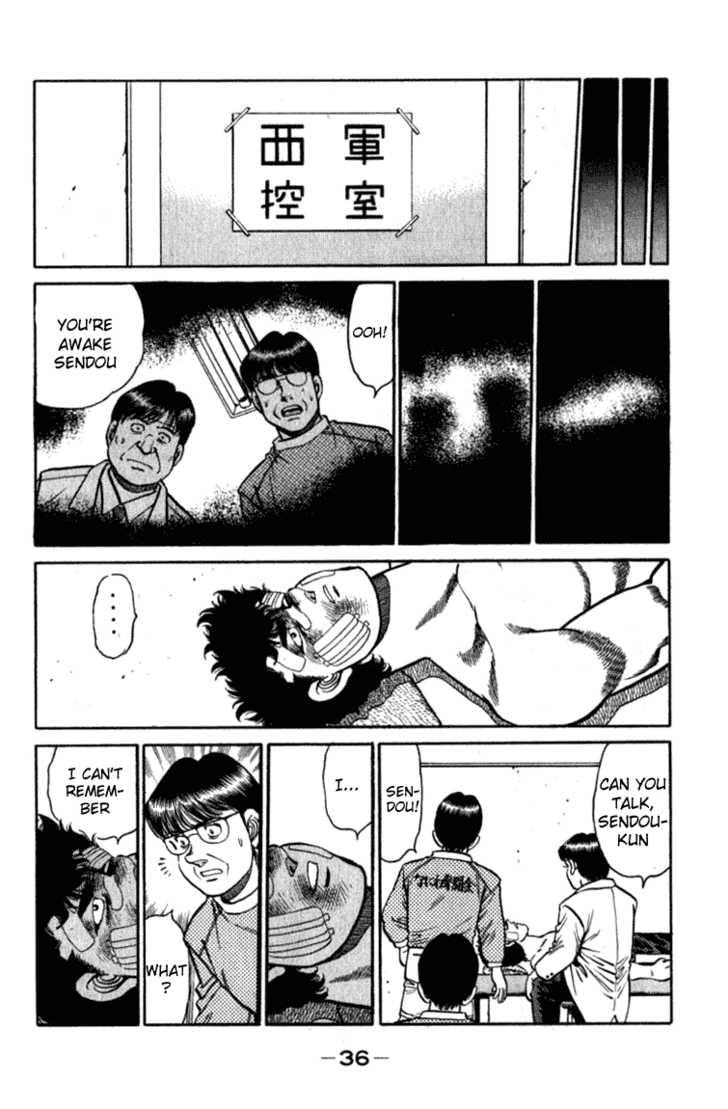 西 軍
控 室
OOH!
YOU'RE
AWAKE
SENDOU
....
CAN YOU
TALK,
SENDOU-
KUN
SEN-
DOU!
I...
WHAT
?
I CAN'T
REMEM-
BER
－36－